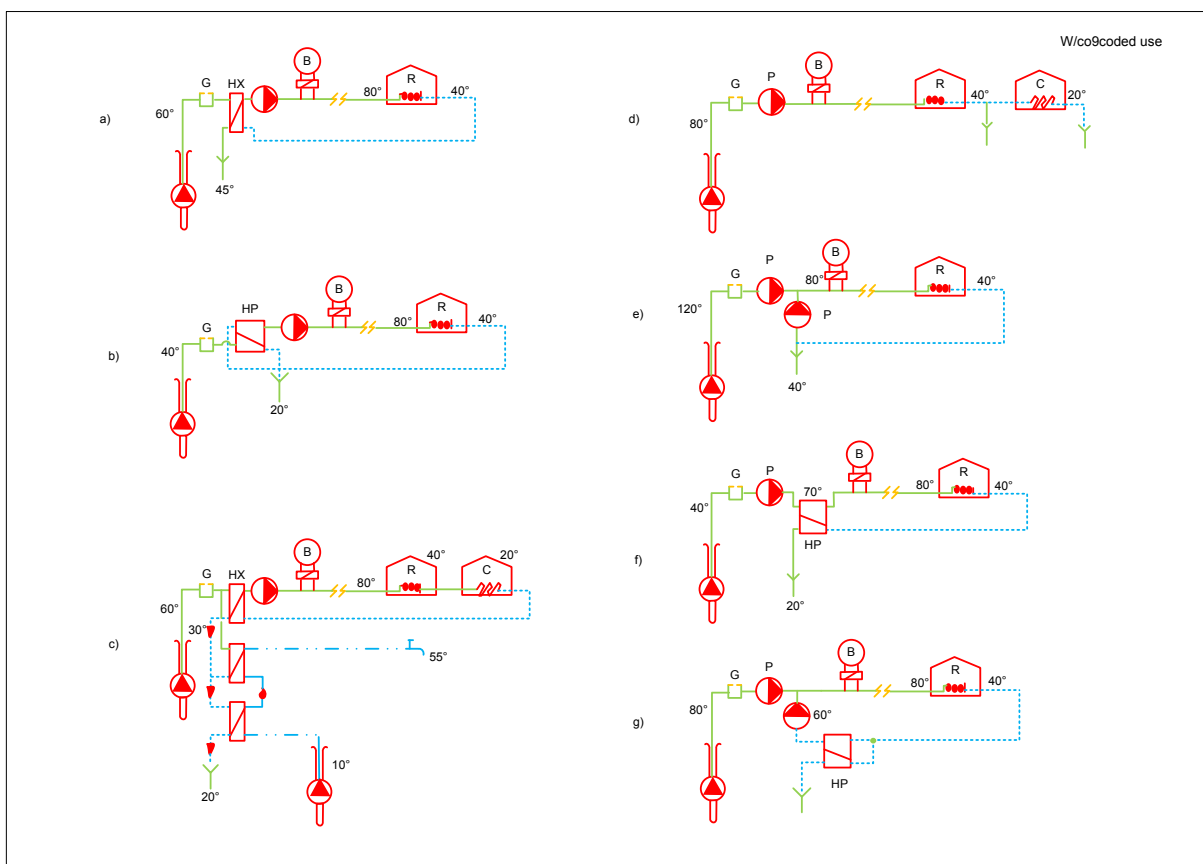 W/co9coded use
a)
G HX B R
60° 80° 40°
45°
b)
G HP B R
40° 80° 40°
20°
c)
G HX B R 40° C 20°
60° 80°
30°
55°
10°
20°
d)
G P B R C
80° 40° 20°
e)
G P B R
120° 80° 40°
P
40°
f)
G P B R
40° 70° 80° 40°
HP
20°
g)
G P B R
80° 80° 40°
60°
HP